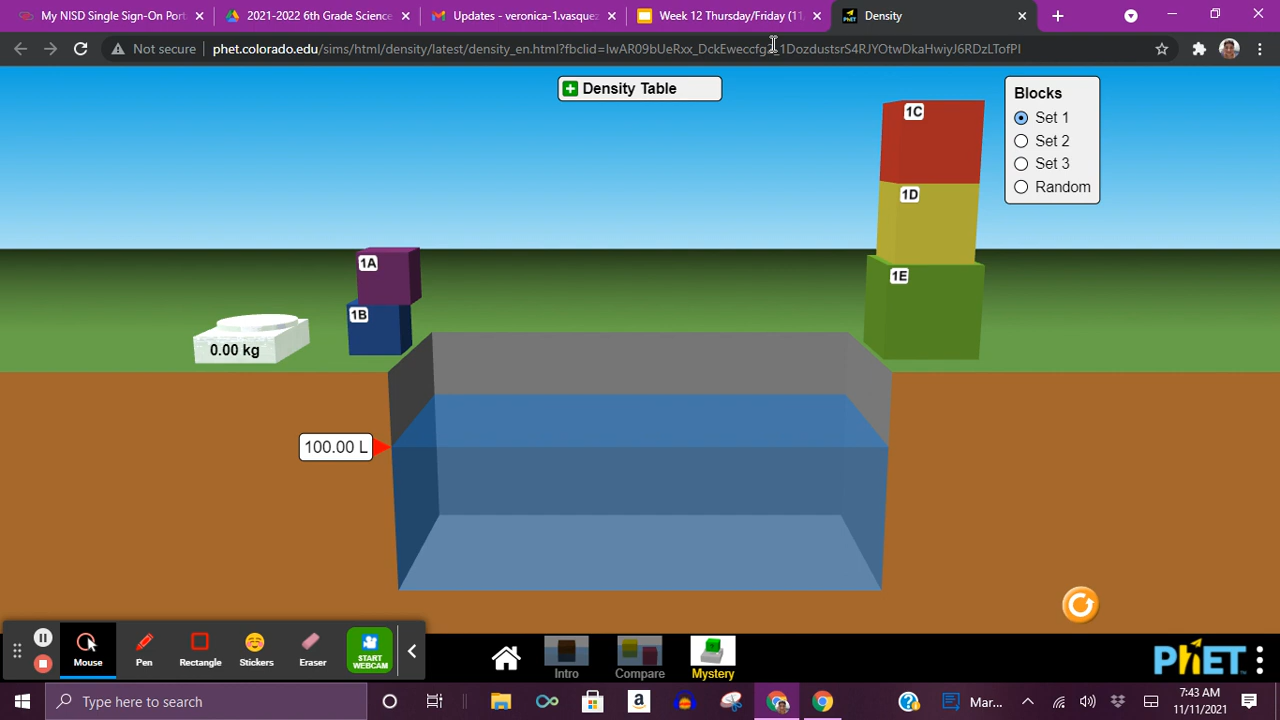 My NISD Single Sign-On Port
2021-2022 6th Grade Science
Updates - veronica-1.vasquez
Week 12 Thursday/Friday (11
Density
Not secure
phet.colorado.edu/sims/html/density/latest/density_en.html?fbclid=IwAR09bUeRxx_DckEweccfg2_1DozdustsrS4RJYOtwDkaHwiyJ6RDzLTofPI
Density Table
Blocks
Set 1
Set 2
Set 3
Random
1C
1D
1E
1A
1B
0.00 kg
100.00 L
Mouse
Pen
Rectangle
Stickers
Eraser
START
WEBCAM
Intro
Compare
Mystery
PhET
Type here to search
Mar...
7:43 AM
11/11/2021